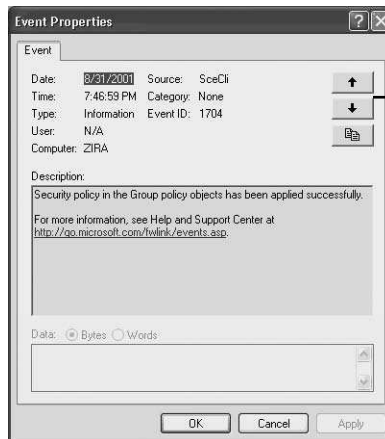 Event Properties
Event
Date: 8/31/2001 Source: SceCli
Time: 7:46:59 PM Category: None
Type: Information Event ID: 1704
User: N/A
Computer: ZIRA
Description:
Security policy in the Group policy objects has been applied successfully.
For more information, see Help and Support Center at
http://go.microsoft.com/fwlink/events.asp.
Data: Bytes Words
OK Cancel Apply